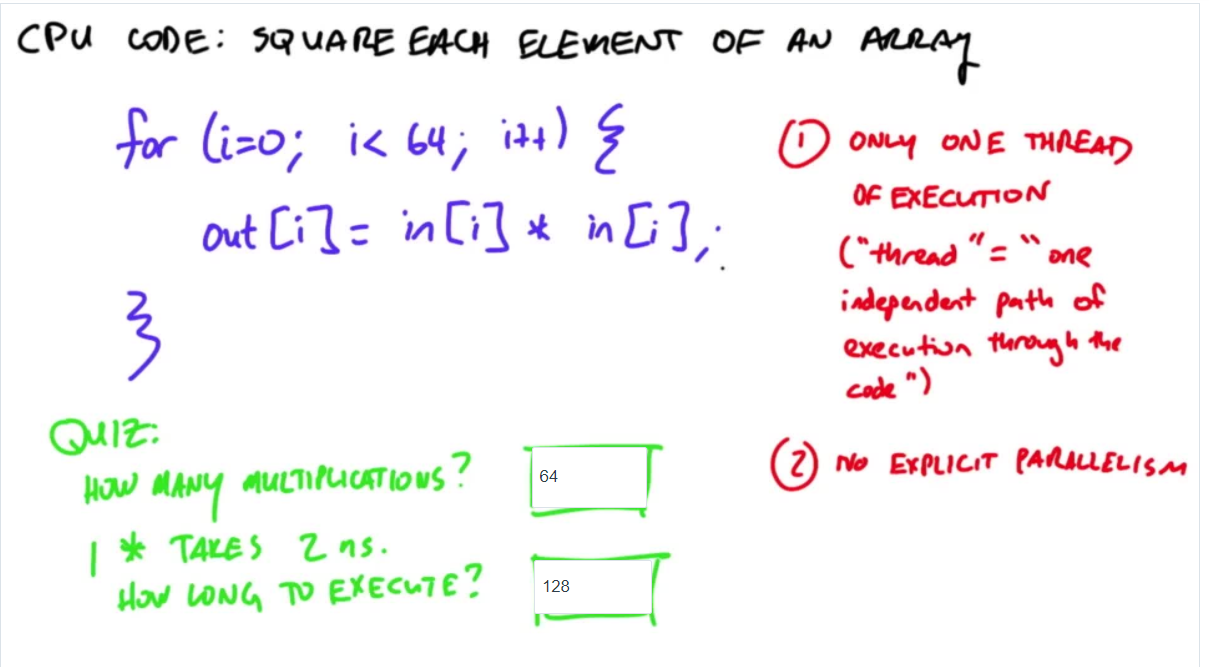 CPU CODE: SQUARE EACH ELEMENT OF AN ARRAY
for (i=0; i< 64; i++) {
out[i] = in[i] * in[i];
}
① ONLY ONE THREAD
OF EXECUTION
("thread" = "one
independent path of
execution through the
code")
② NO EXPLICIT PARALLELISM
QUIZ:
HOW MANY MULTIPLICATIONS?
64
1 * TAKES 2 ns.
HOW LONG TO EXECUTE?
128